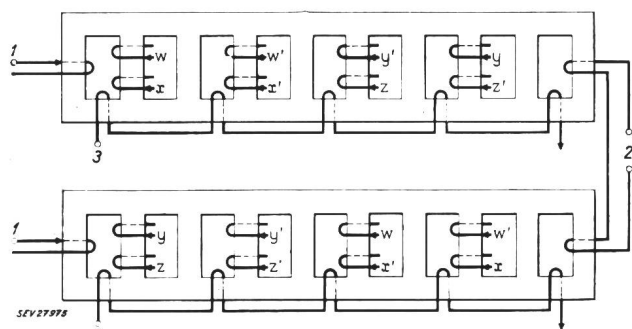 1 w w' y' y
x x' z z'
3 2
1 y y' w w'
z z' x' x
SEV27975